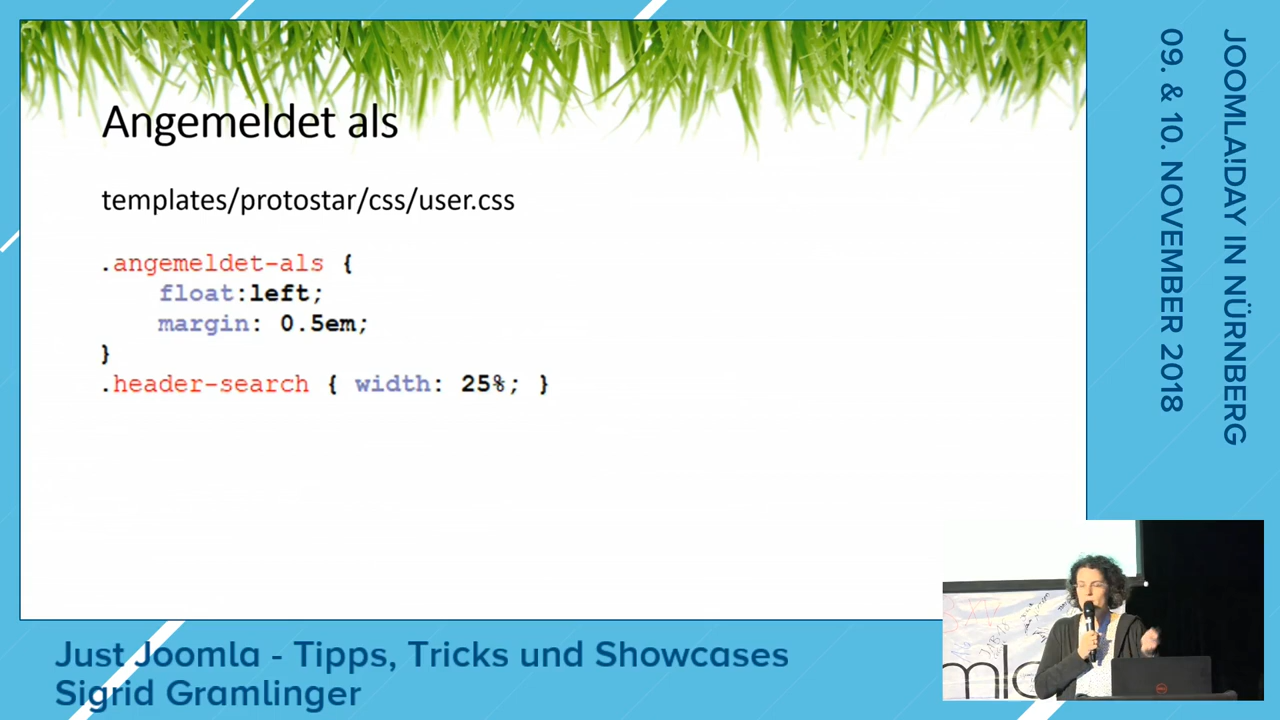 Angemeldet als
templates/protostar/css/user.css
.angemeldet-als {
float:left;
margin: 0.5em;
}
.header-search { width: 25%; }
JOOMLA!DAY IN NÜRNBERG
09. & 10. NOVEMBER 2018
Just Joomla - Tipps, Tricks und Showcases
Sigrid Gramlinger